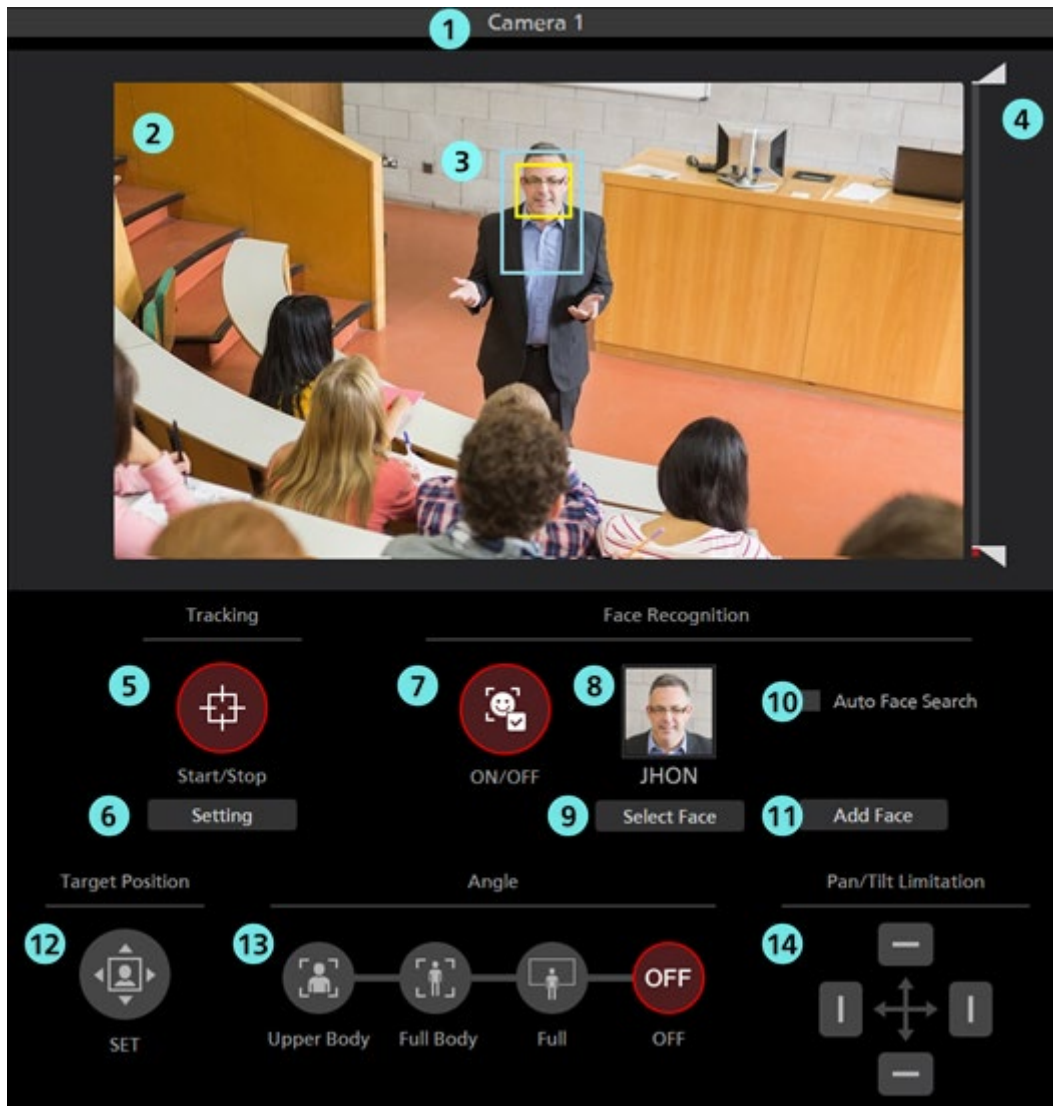 1 Camera 1
2
3
4
Tracking Face Recognition
5 7 8
10 Auto Face Search
Start/Stop ON/OFF JHON
6 Setting 9 Select Face 11 Add Face
Target Position Angle Pan/Tilt Limitation
12 13 14
OFF
Upper Body Full Body Full OFF
SET